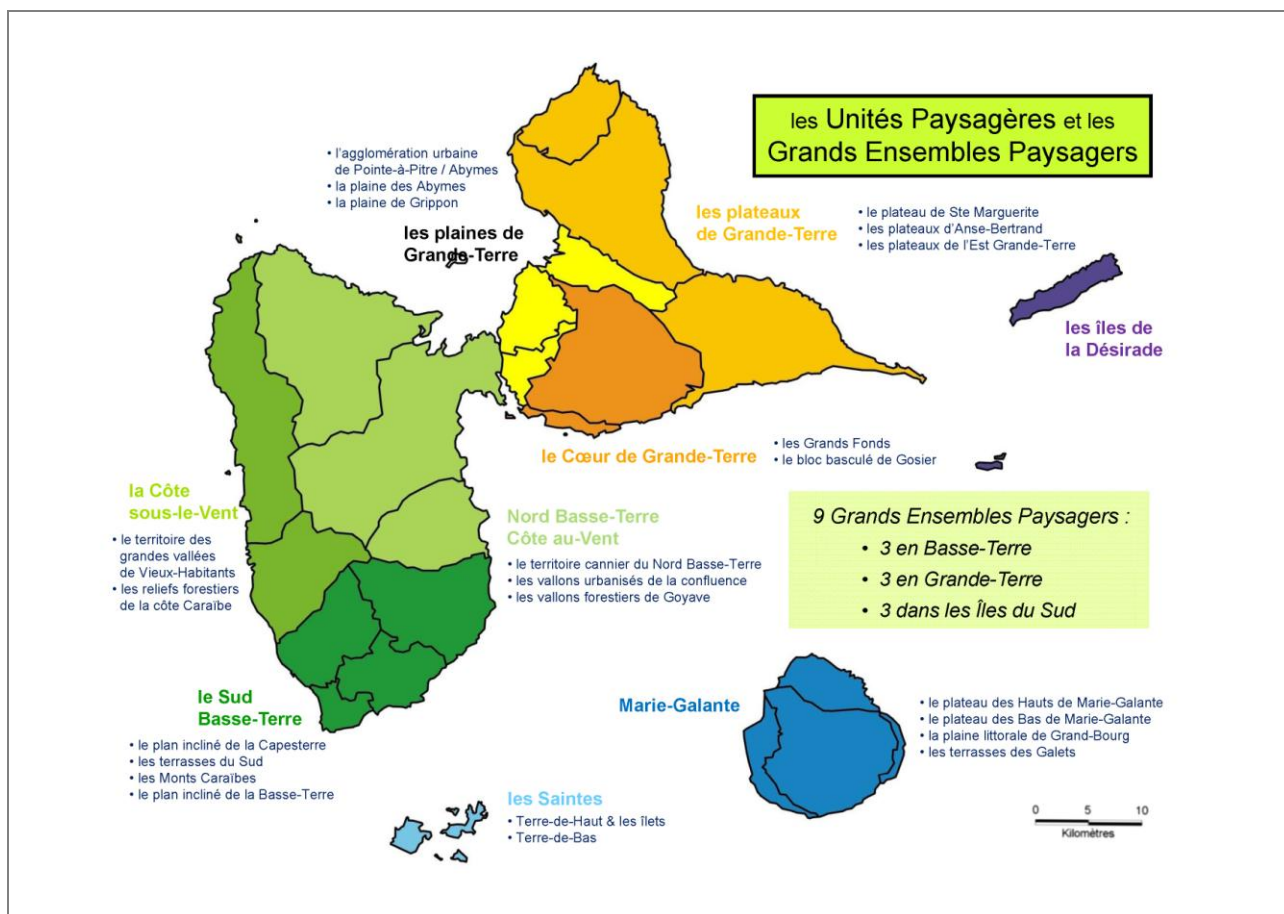 les Unités Paysagères et les
Grands Ensembles Paysagers
• l'agglomération urbaine
de Pointe-à-Pitre / Abymes
• la plaine des Abymes
• la plaine de Grippon
les plaines de
Grande-Terre
les plateaux
de Grande-Terre
• le plateau de Ste Marguerite
• les plateaux d'Anse-Bertrand
• les plateaux de l'Est Grande-Terre
les îles de
la Désirade
le Cœur de Grande-Terre
• les Grands Fonds
• le bloc basculé de Gosier
la Côte
sous-le-Vent
• le territoire des
grandes vallées
de Vieux-Habitants
• les reliefs forestiers
de la côte Caraïbe
Nord Basse-Terre
Côte au-Vent
• le territoire cannier du Nord Basse-Terre
• les vallons urbanisés de la confluence
• les vallons forestiers de Goyave
9 Grands Ensembles Paysagers :
• 3 en Basse-Terre
• 3 en Grande-Terre
• 3 dans les Îles du Sud
le Sud
Basse-Terre
• le plan incliné de la Capesterre
• les terrasses du Sud
• les Monts Caraïbes
• le plan incliné de la Basse-Terre
Marie-Galante
• le plateau des Hauts de Marie-Galante
• le plateau des Bas de Marie-Galante
• la plaine littorale de Grand-Bourg
• les terrasses des Galets
les Saintes
• Terre-de-Haut & les îlets
• Terre-de-Bas
0 5 10
Kilomètres